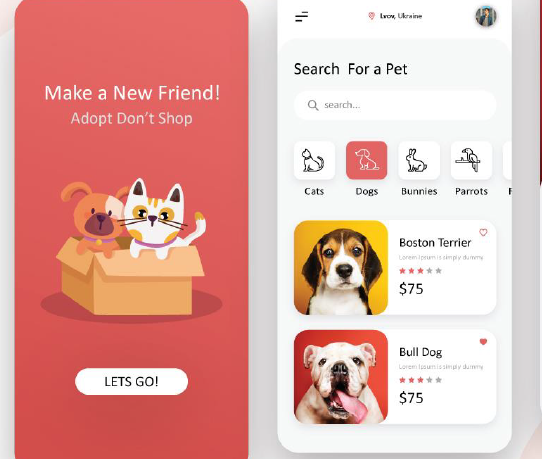 Make a New Friend!
Adopt Don't Shop
LETS GO!
Lvov, Ukraine
Search For a Pet
search...
Cats
Dogs
Bunnies
Parrots
Boston Terrier
Lorem Ipsum is simply dummy
$75
Bull Dog
Lorem Ipsum is simply dummy
$75